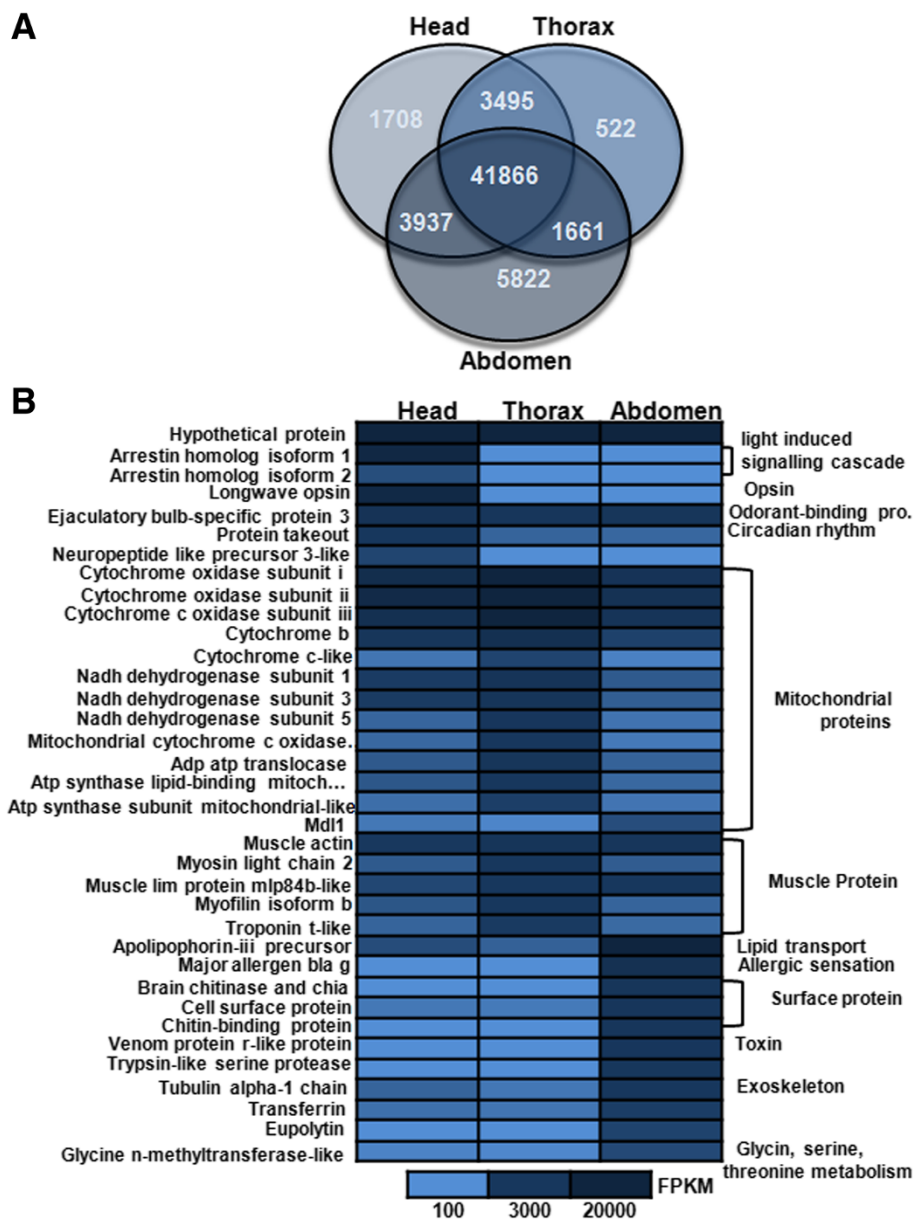 A
Head Thorax
1708
3495
522
41866
3937
1661
5822
Abdomen
B
Head Thorax Abdomen
Hypothetical protein
Arrestin homolog isoform 1
Arrestin homolog isoform 2
Longwave opsin
Ejaculatory bulb-specific protein 3
Protein takeout
Neuropeptide like precursor 3-like
Cytochrome oxidase subunit i
Cytochrome oxidase subunit ii
Cytochrome c oxidase subunit iii
Cytochrome b
Cytochrome c-like
Nadh dehydrogenase subunit 1
Nadh dehydrogenase subunit 3
Nadh dehydrogenase subunit 5
Mitochondrial cytochrome c oxidase.
Adp atp translocase
Atp synthase lipid-binding mitoch...
Atp synthase subunit mitochondrial-like
Mdl1
Muscle actin
Myosin light chain 2
Muscle lim protein mlp84b-like
Myofilin isoform b
Troponin t-like
Apolipophorin-iii precursor
Major allergen bla g
Brain chitinase and chia
Cell surface protein
Chitin-binding protein
Venom protein r-like protein
Trypsin-like serine protease
Tubulin alpha-1 chain
Transferrin
Eupolytin
Glycine n-methyltransferase-like
light induced
signalling cascade
Opsin
Odorant-binding pro.
Circadian rhythm
Mitochondrial
proteins
Muscle Protein
Lipid transport
Allergic sensation
Surface protein
Toxin
Exoskeleton
Glycin, serine,
threonine metabolism
FPKM
100 3000 20000